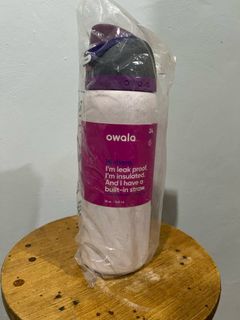 owala
I'm leak proof.
I'm insulated.
And I have a
built-in straw.